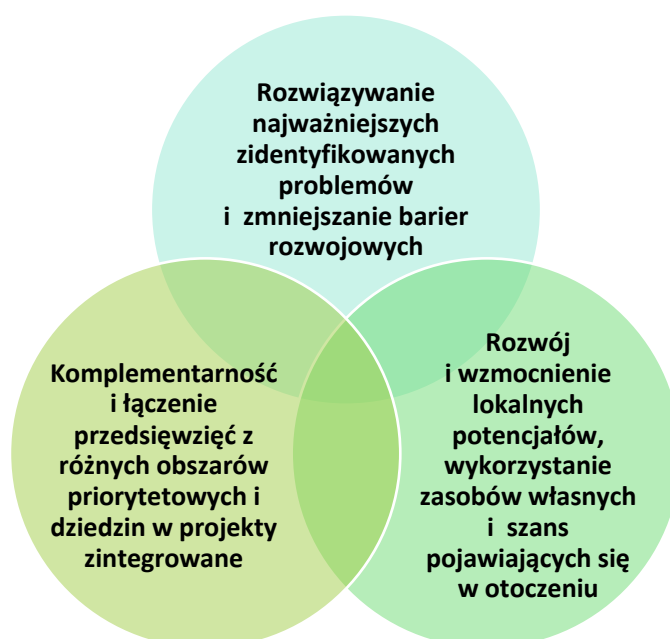 Rozwiązywanie
najważniejszych
zidentyfikowanych
problemów
i zmniejszanie barier
rozwojowych
Komplementarność
i łączenie
przedsięwzięć z
różnych obszarów
priorytetowych i
dziedzin w projekty
zintegrowane
Rozwój
i wzmocnienie
lokalnych
potencjałów,
wykorzystanie
zasobów własnych
i szans
pojawiających się
w otoczeniu